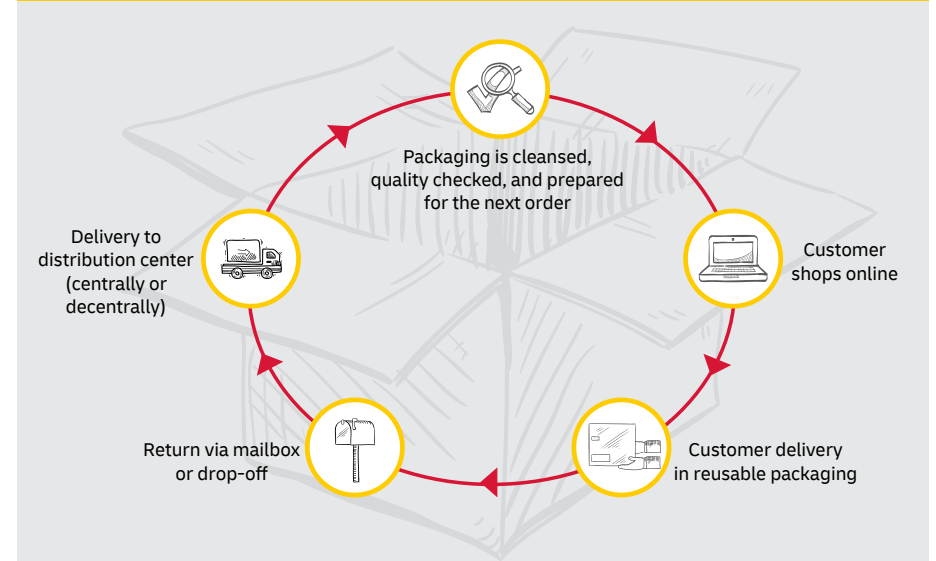 Packaging is cleansed,
quality checked, and prepared
for the next order
Customer
shops online
Customer delivery
in reusable packaging
Return via mailbox
or drop-off
Delivery to
distribution center
(centrally or
decentrally)